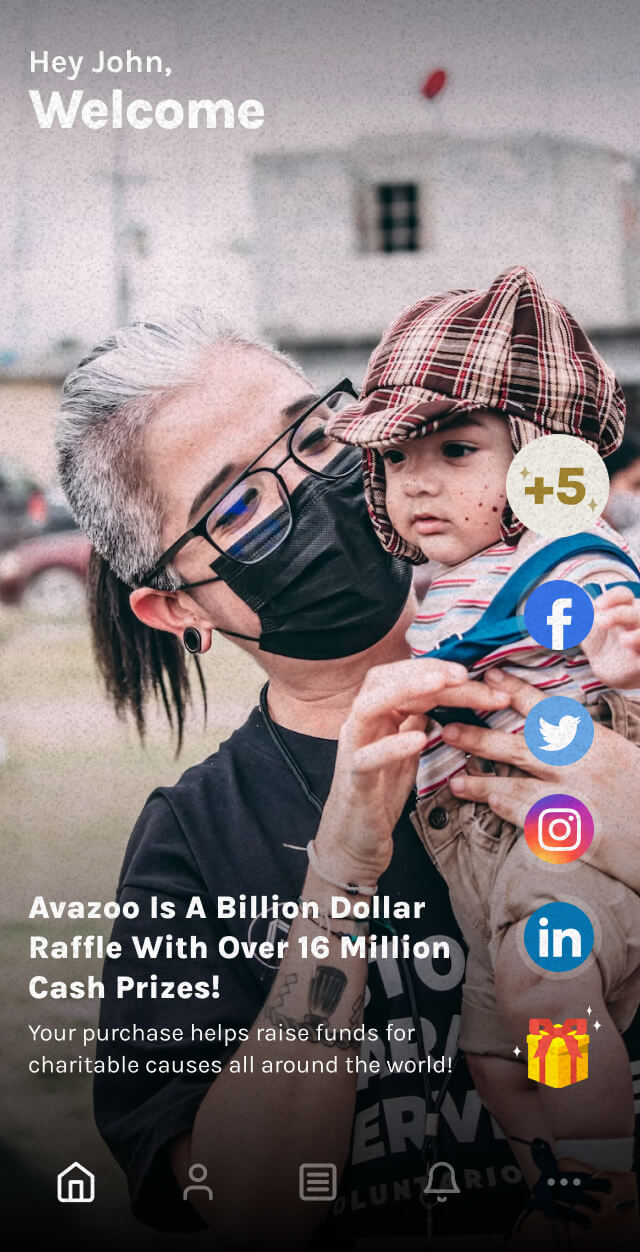 Hey John,
Welcome
+5
f
in
Avazoo Is A Billion Dollar
Raffle With Over 16 Million
Cash Prizes!
Your purchase helps raise funds for
charitable causes all around the world!